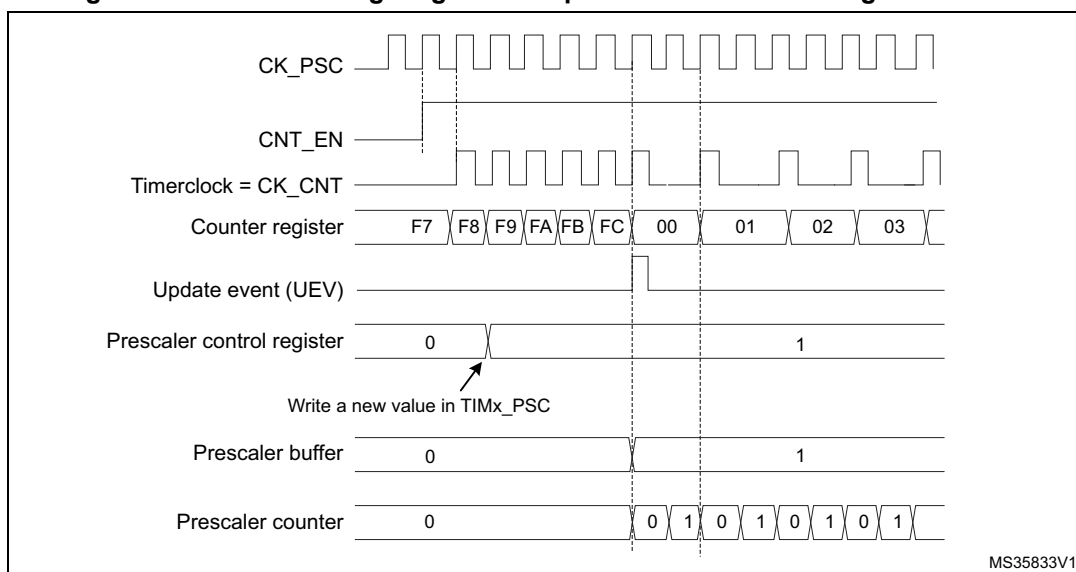 CK_PSC
CNT_EN
Timerclock = CK_CNT
Counter register F7 F8 F9 FA FB FC 00 01 02 03
Update event (UEV)
Prescaler control register 0 1
Write a new value in TIMx_PSC
Prescaler buffer 0 1
Prescaler counter 0 0 1 0 1 0 1 0 1
MS35833V1